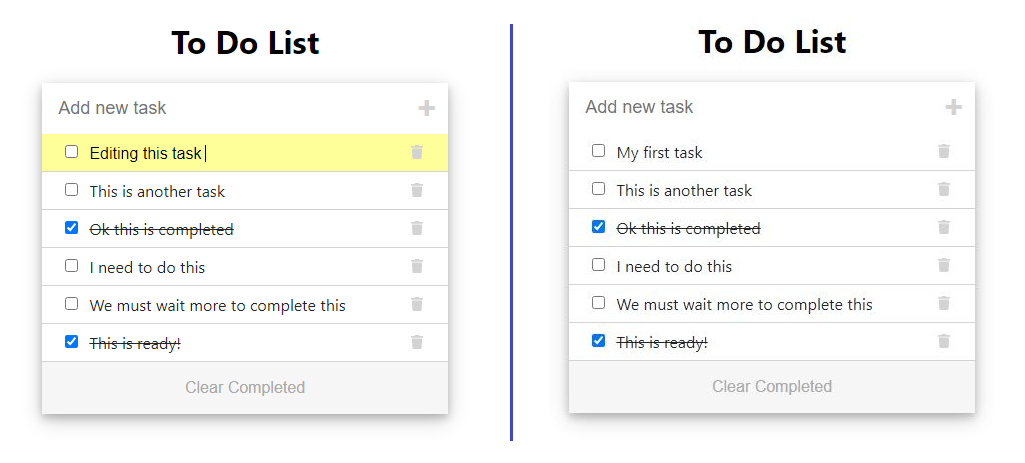 To Do List
Add new task
Editing this task
This is another task
Ok this is completed
I need to do this
We must wait more to complete this
This is ready!
Clear Completed
To Do List
Add new task
My first task
This is another task
Ok this is completed
I need to do this
We must wait more to complete this
This is ready!
Clear Completed